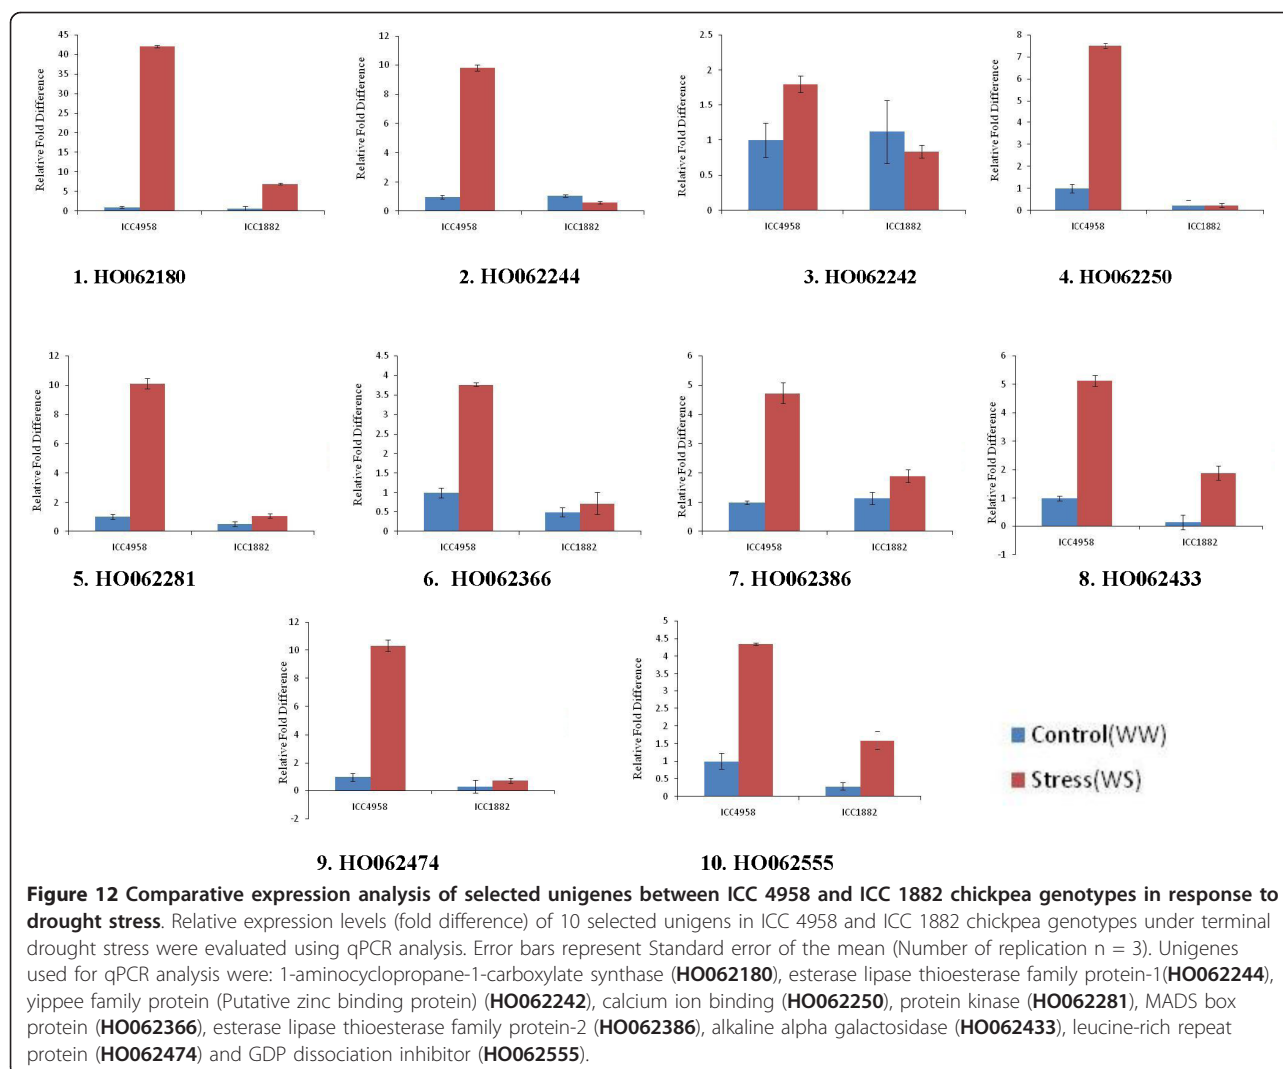 45
40
35
30
25
20
15
10
5
0
Relative Fold Difference
ICC4958 ICC1882
1. HO062180
12
10
8
6
4
2
0
Relative Fold Difference
ICC4958 ICC1882
2. HO062244
2.5
2
1.5
1
0.5
0
Relative Fold Difference
ICC4958 ICC1882
3. HO062242
8
7
6
5
4
3
2
1
0
Relative Fold Difference
ICC4958 ICC1882
4. HO062250
12
10
8
6
4
2
0
Relative Fold Difference
ICC4958 ICC1882
5. HO062281
4.5
4
3.5
3
2.5
2
1.5
1
0.5
0
Relative Fold Difference
ICC4958 ICC1882
6. HO062366
6
5
4
3
2
1
0
Relative Fold Difference
ICC4958 ICC1882
7. HO062386
6
5
4
3
2
1
0
-1
Relative Fold Difference
ICC4958 ICC1882
8. HO062433
12
10
8
6
4
2
0
-2
Relative Fold Difference
ICC4958 ICC1882
9. HO062474
5
4.5
4
3.5
3
2.5
2
1.5
1
0.5
0
Relative Fold Difference
ICC4958 ICC1882
10. HO062555
Control(WW)
Stress(WS)
Figure 12 Comparative expression analysis of selected unigenes between ICC 4958 and ICC 1882 chickpea genotypes in response to
drought stress. Relative expression levels (fold difference) of 10 selected unigens in ICC 4958 and ICC 1882 chickpea genotypes under terminal
drought stress were evaluated using qPCR analysis. Error bars represent Standard error of the mean (Number of replication n = 3). Unigenes
used for qPCR analysis were: 1-aminocyclopropane-1-carboxylate synthase (HO062180), esterase lipase thioesterase family protein-1(HO062244),
yippee family protein (Putative zinc binding protein) (HO062242), calcium ion binding (HO062250), protein kinase (HO062281), MADS box
protein (HO062366), esterase lipase thioesterase family protein-2 (HO062386), alkaline alpha galactosidase (HO062433), leucine-rich repeat
protein (HO062474) and GDP dissociation inhibitor (HO062555).